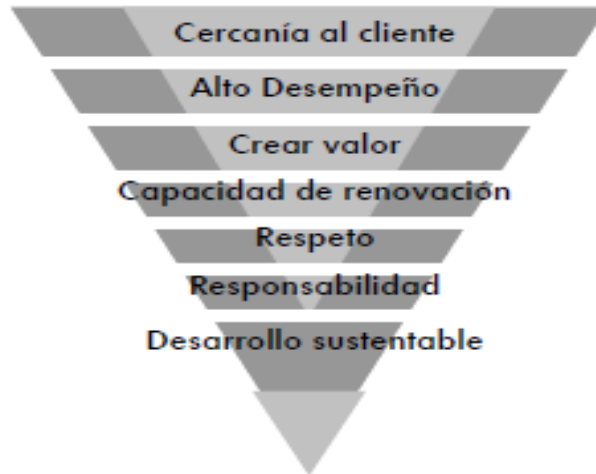 Cercanía al cliente
Alto Desempeño
Crear valor
Capacidad de renovación
Respeto
Responsabilidad
Desarrollo sustentable